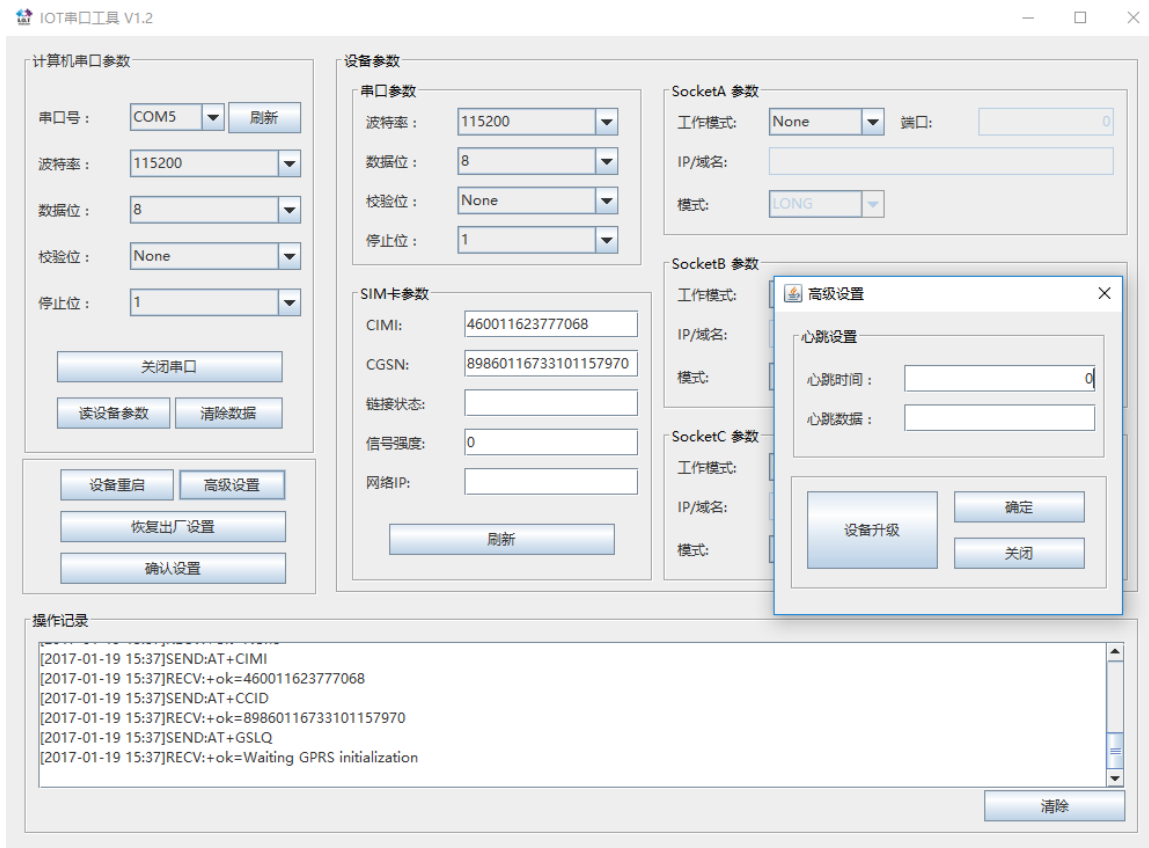 IOT串口工具 V1.2
计算机串口参数
串口号： COM5 刷新
波特率： 115200
数据位： 8
校验位： None
停止位： 1
关闭串口
读设备参数 清除数据
设备重启 高级设置
恢复出厂设置
确认设置
设备参数
串口参数
波特率： 115200
数据位： 8
校验位： None
停止位： 1
SIM卡参数
CIMI: 460011623777068
CGSN: 89860116733101157970
链接状态:
信号强度: 0
网络IP:
刷新
SocketA 参数
工作模式: None 端口: 0
IP/域名:
模式: LONG
SocketB 参数
工作模式:
IP/域名:
模式:
SocketC 参数
工作模式:
IP/域名:
模式:
高级设置
心跳设置
心跳时间： 0
心跳数据：
设备升级 确定
关闭
操作记录
[2017-01-19 15:37]SEND:AT+CIMI
[2017-01-19 15:37]RECV:+ok=460011623777068
[2017-01-19 15:37]SEND:AT+CCID
[2017-01-19 15:37]RECV:+ok=89860116733101157970
[2017-01-19 15:37]SEND:AT+GSLQ
[2017-01-19 15:37]RECV:+ok=Waiting GPRS initialization
清除